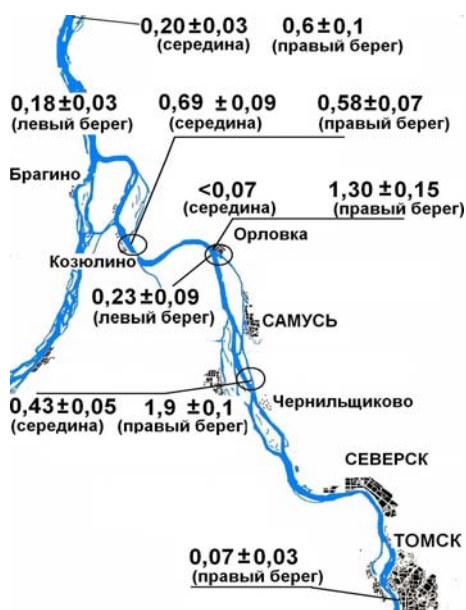 0,20±0,03 0,6±0,1
(середина) (правый берег)
0,18±0,03 0,69 ±0,09 0,58±0,07
(левый берег) (середина) (правый берег)
Брагино
<0,07 1,30 ±0,15
(середина) (правый берег)
Орловка
Козюлино
0,23±0,09
(левый берег)
САМУСЬ
0,43±0,05 1,9 ±0,1 Чернильщиково
(середина) (правый берег)
СЕВЕРСК
ТОМСК
0,07±0,03
(правый берег)